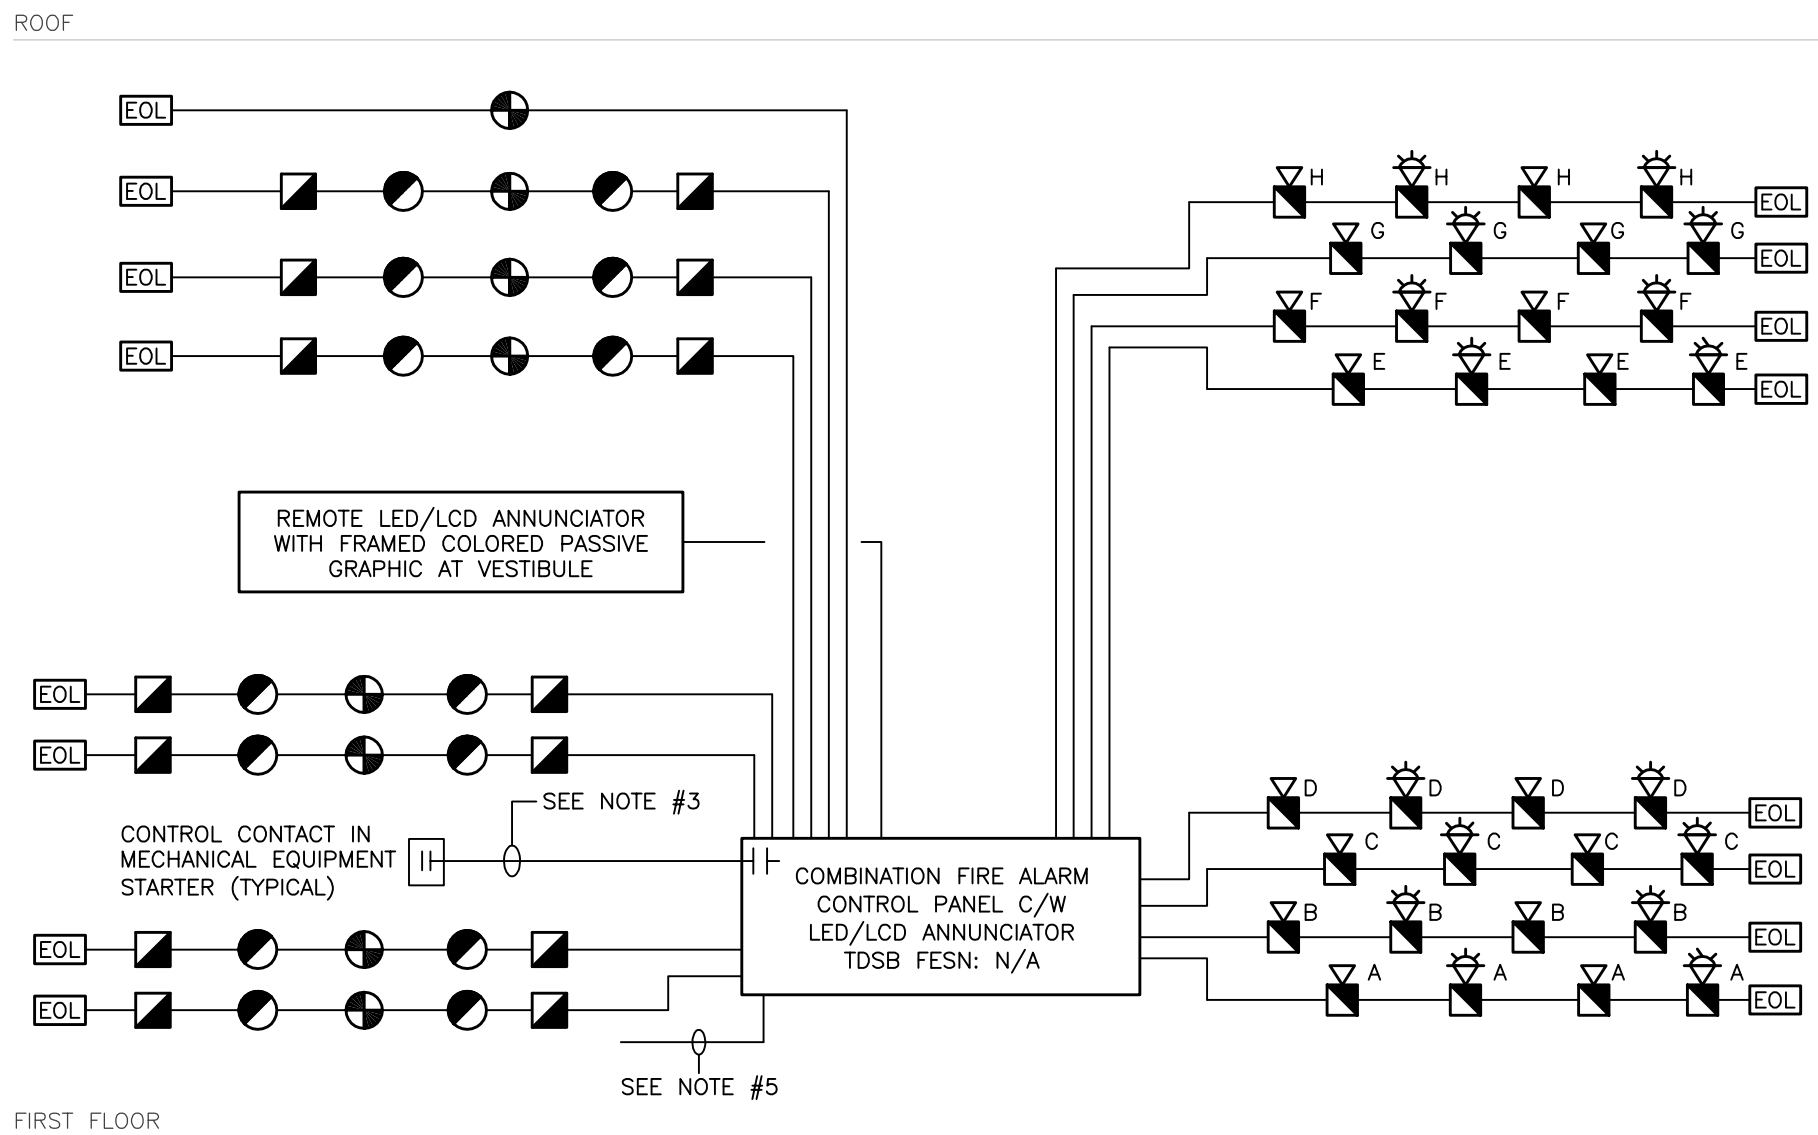 ROOF
EOL
EOL
EOL
EOL
H H H H EOL
G G G G EOL
F F F F EOL
E E E E EOL
REMOTE LED/LCD ANNUNCIATOR
WITH FRAMED COLORED PASSIVE
GRAPHIC AT VESTIBULE
EOL
EOL
SEE NOTE #3
CONTROL CONTACT IN
MECHANICAL EQUIPMENT
STARTER (TYPICAL)
COMBINATION FIRE ALARM
CONTROL PANEL C/W
LED/LCD ANNUNCIATOR
TDSB FESN: N/A
D D D D EOL
C C C C EOL
B B B B EOL
A A A A EOL
EOL
EOL
SEE NOTE #5
FIRST FLOOR